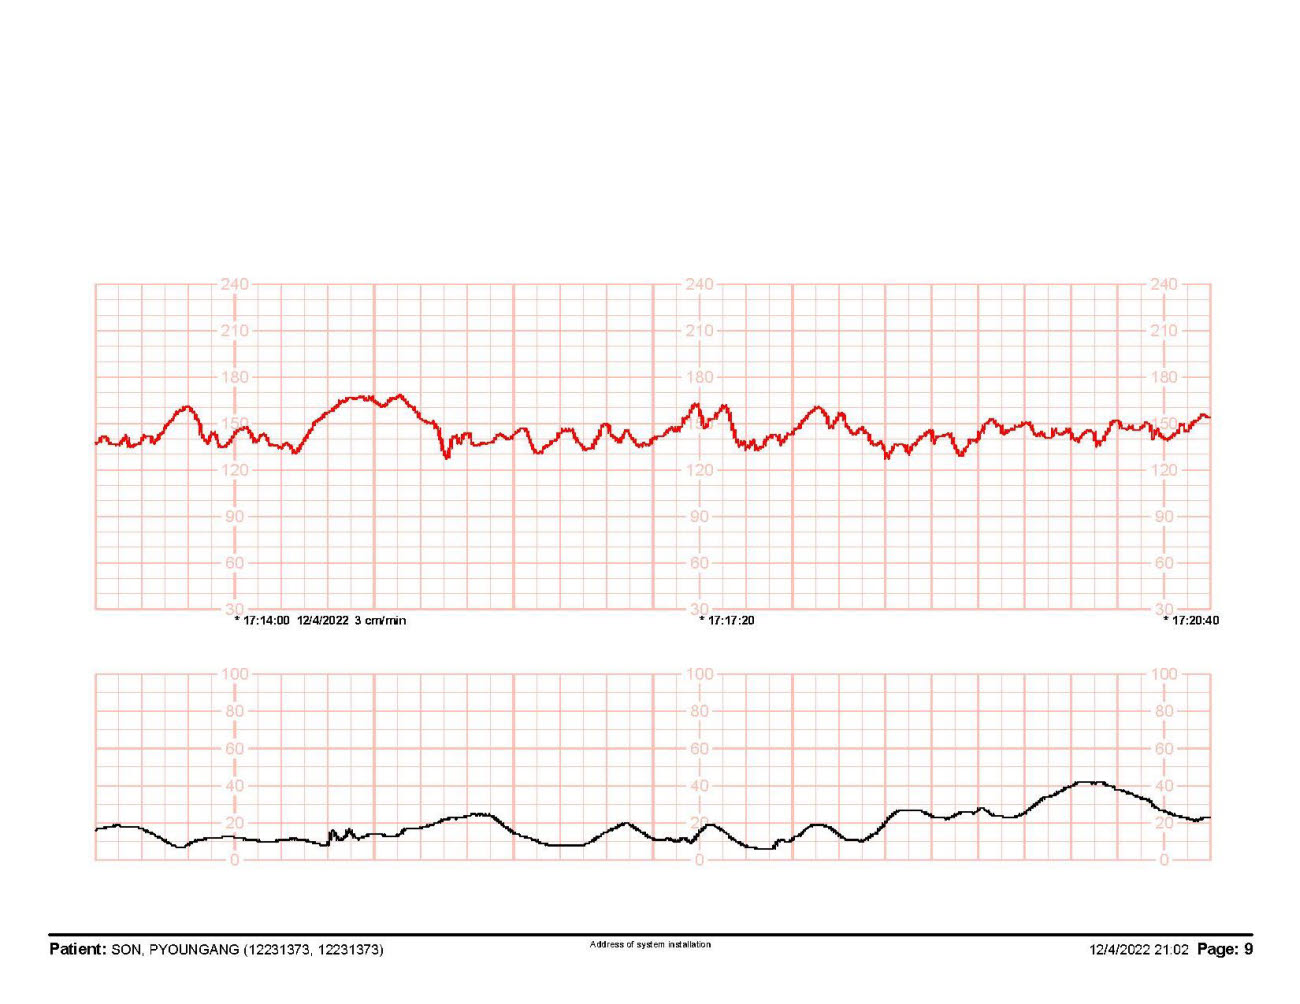 240 240 240
210 210 210
180 180 180
150 150 150
120 120 120
90 90 90
60 60 60
30 30 30
* 17:14:00 12/4/2022 3 cm/min * 17:17:20 * 17:20:40
100 100 100
80 80 80
60 60 60
40 40 40
20 20 20
0 0 0
Patient: SON, PYOUNGANG (12231373, 12231373) Address of system installation 12/4/2022 21:02 Page: 9